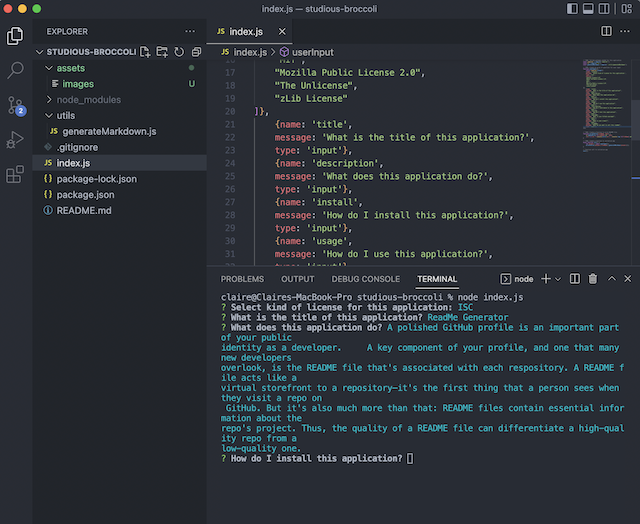 index.js — studious-broccoli
EXPLORER
STUDIOUS-BROCCOLI
assets
images U
node_modules
utils
JS generateMarkdown.js
.gitignore
JS index.js
package-lock.json
package.json
README.md
2
JS index.js
JS index.js > userInput
16 "MIT",
17 "Mozilla Public License 2.0",
18 "The Unlicense",
19 "zLib License"
20 ]},
21 {name: 'title',
22 message: 'What is the title of this application?',
23 type: 'input'},
24 {name: 'description',
25 message: 'What does this application do?',
26 type: 'input'},
27 {name: 'install',
28 message: 'How do I install this application?',
29 type: 'input'},
30 {name: 'usage',
31 message: 'How do I use this application?',
32 type: 'input'},
PROBLEMS OUTPUT DEBUG CONSOLE TERMINAL node
claire@Claires-MacBook-Pro studious-broccoli % node index.js
? Select kind of license for this application: ISC
? What is the title of this application? ReadMe Generator
? What does this application do? A polished GitHub profile is an important part
of your public
identity as a developer. A key component of your profile, and one that many
new developers
overlook, is the README file that's associated with each respository. A README f
ile acts like a
virtual storefront to a repository—it's the first thing that a person sees when
they visit a repo on
GitHub. But it's also much more than that: README files contain essential infor
mation about the
repo's project. Thus, the quality of a README file can differentiate a high-qual
ity repo from a
low-quality one.
? How do I install this application?